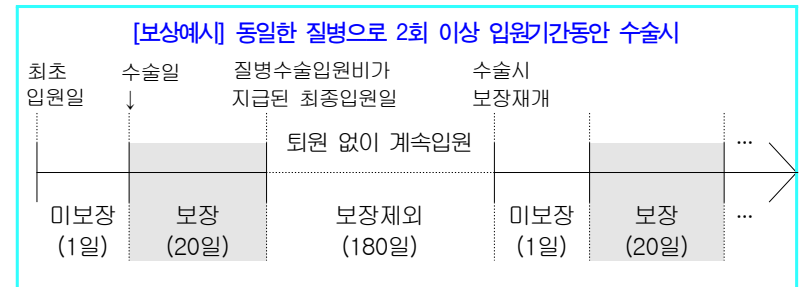 [보상예시] 동일한 질병으로 2회 이상 입원기간동안 수술시
최초 수술일 질병수술입원비가 수술시
입원일 ↓ 지급된 최종입원일 보장재개
퇴원 없이 계속입원 ...
미보장 보장 보장제외 미보장 보장 ...
(1일) (20일) (180일) (1일) (20일)